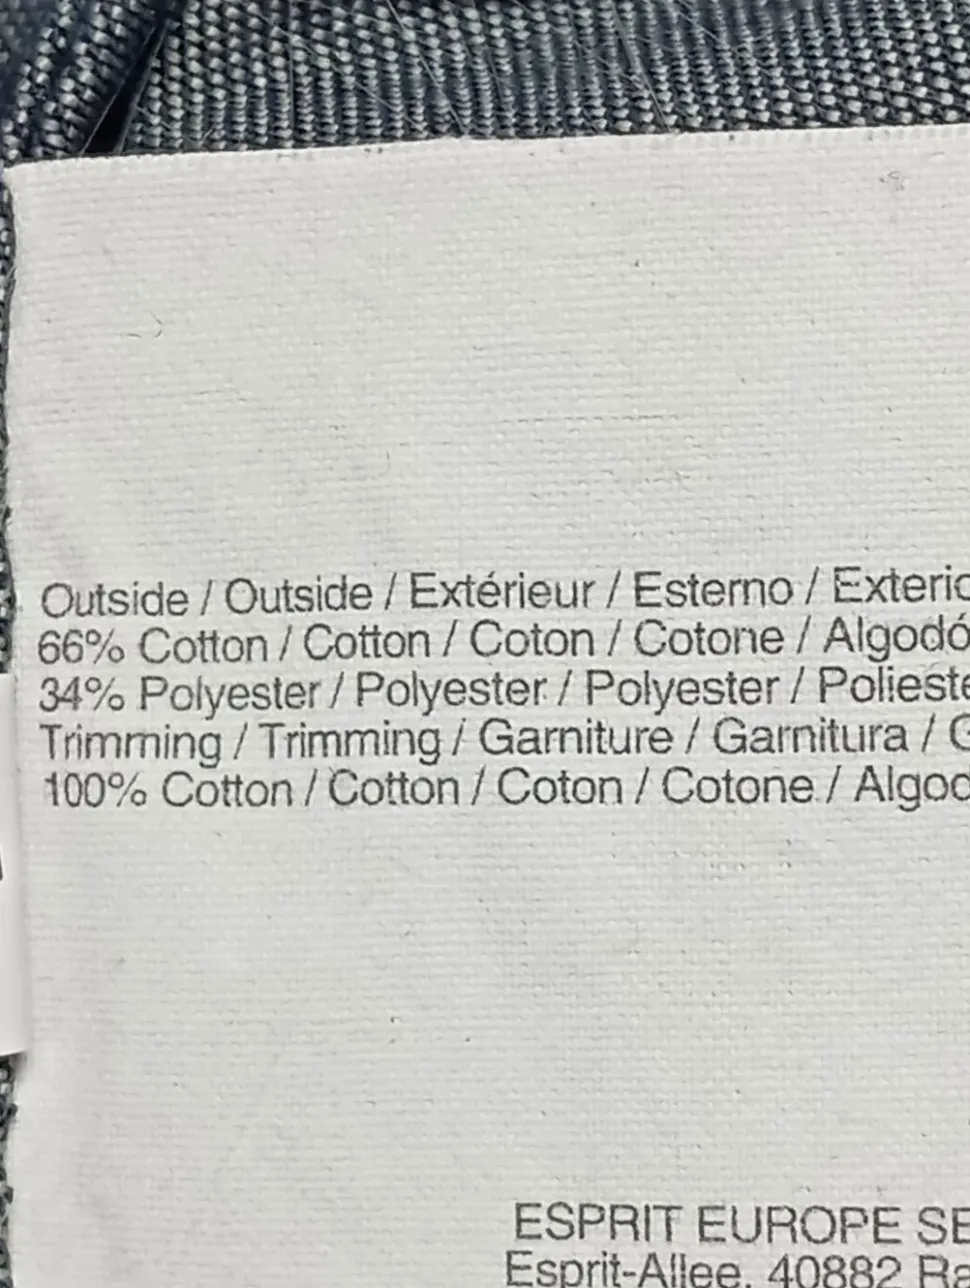 Outside / Outside / Extérieur / Esterno / Exterio
66% Cotton / Cotton / Coton / Cotone / Algodó
34% Polyester / Polyester / Polyester / Polieste
Trimming / Trimming / Garniture / Garnitura / G
100% Cotton / Cotton / Coton / Cotone / Algod
ESPRIT EUROPE SE
Esprit-Allee, 40882 Ra